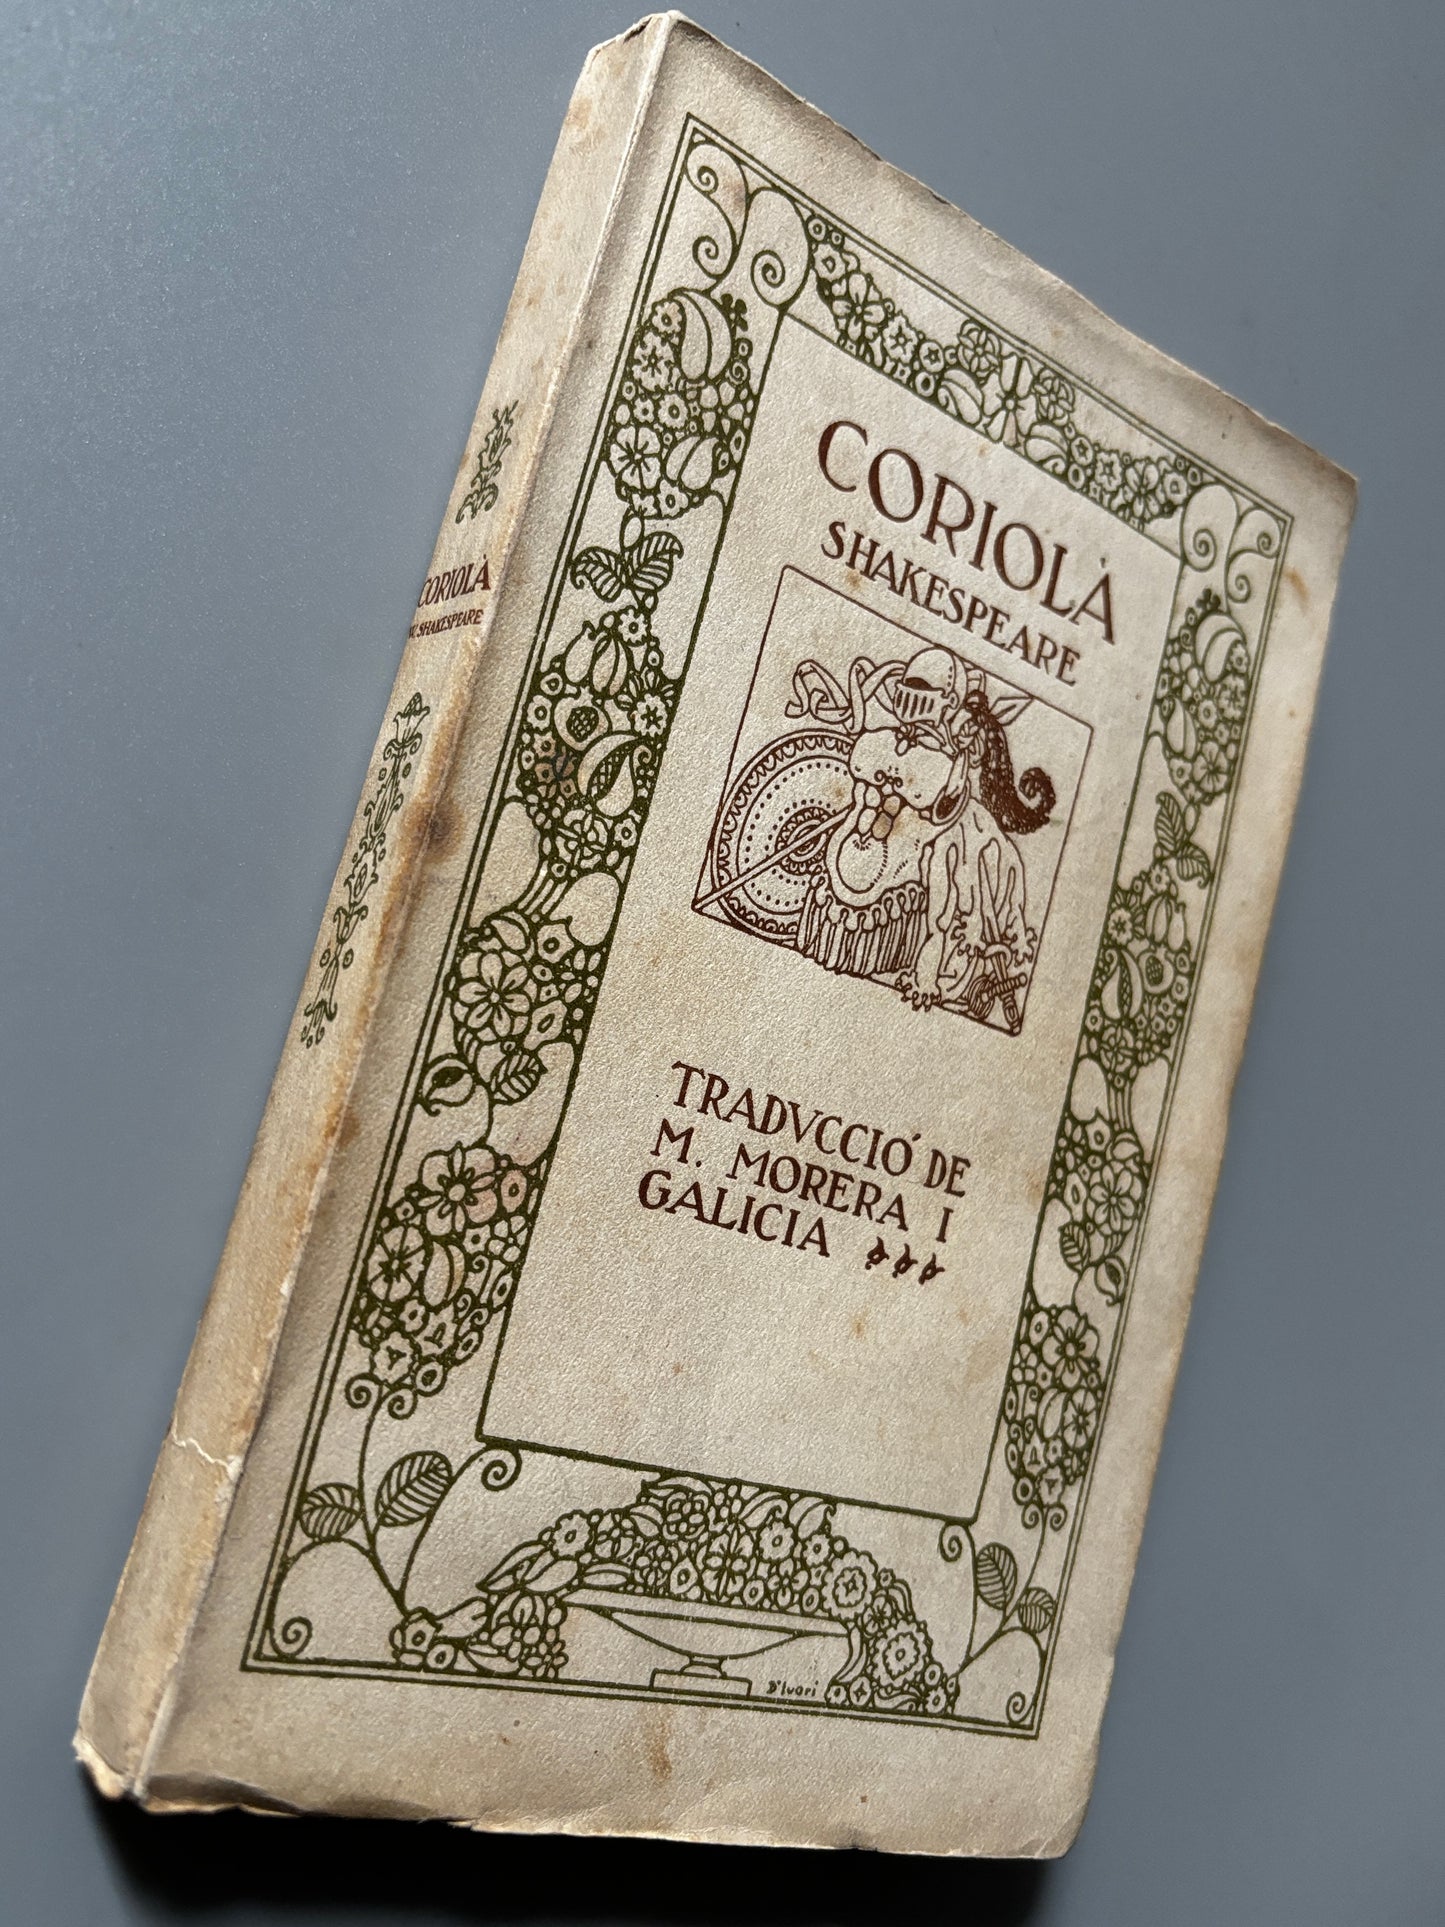 CORIOLÀ
SHAKESPEARE
TRADVCCIÓ DE
M. MORERA I
GALICIA
D'Ivori
CORIOLÀ
W. SHAKESPEARE